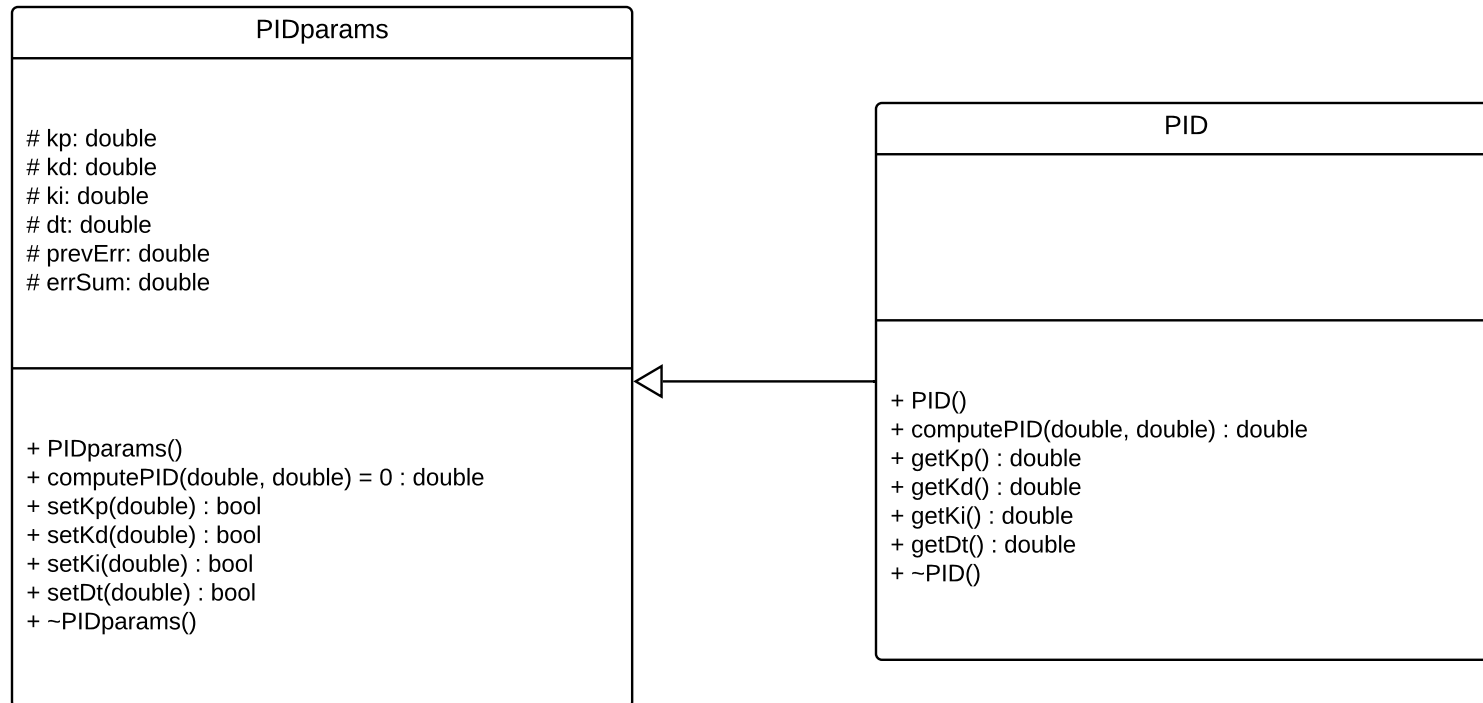 PIDparams
# kp: double
# kd: double
# ki: double
# dt: double
# prevErr: double
# errSum: double
+ PIDparams()
+ computePID(double, double) = 0 : double
+ setKp(double) : bool
+ setKd(double) : bool
+ setKi(double) : bool
+ setDt(double) : bool
+ ~PIDparams()
PID
+ PID()
+ computePID(double, double) : double
+ getKp() : double
+ getKd() : double
+ getKi() : double
+ getDt() : double
+ ~PID()